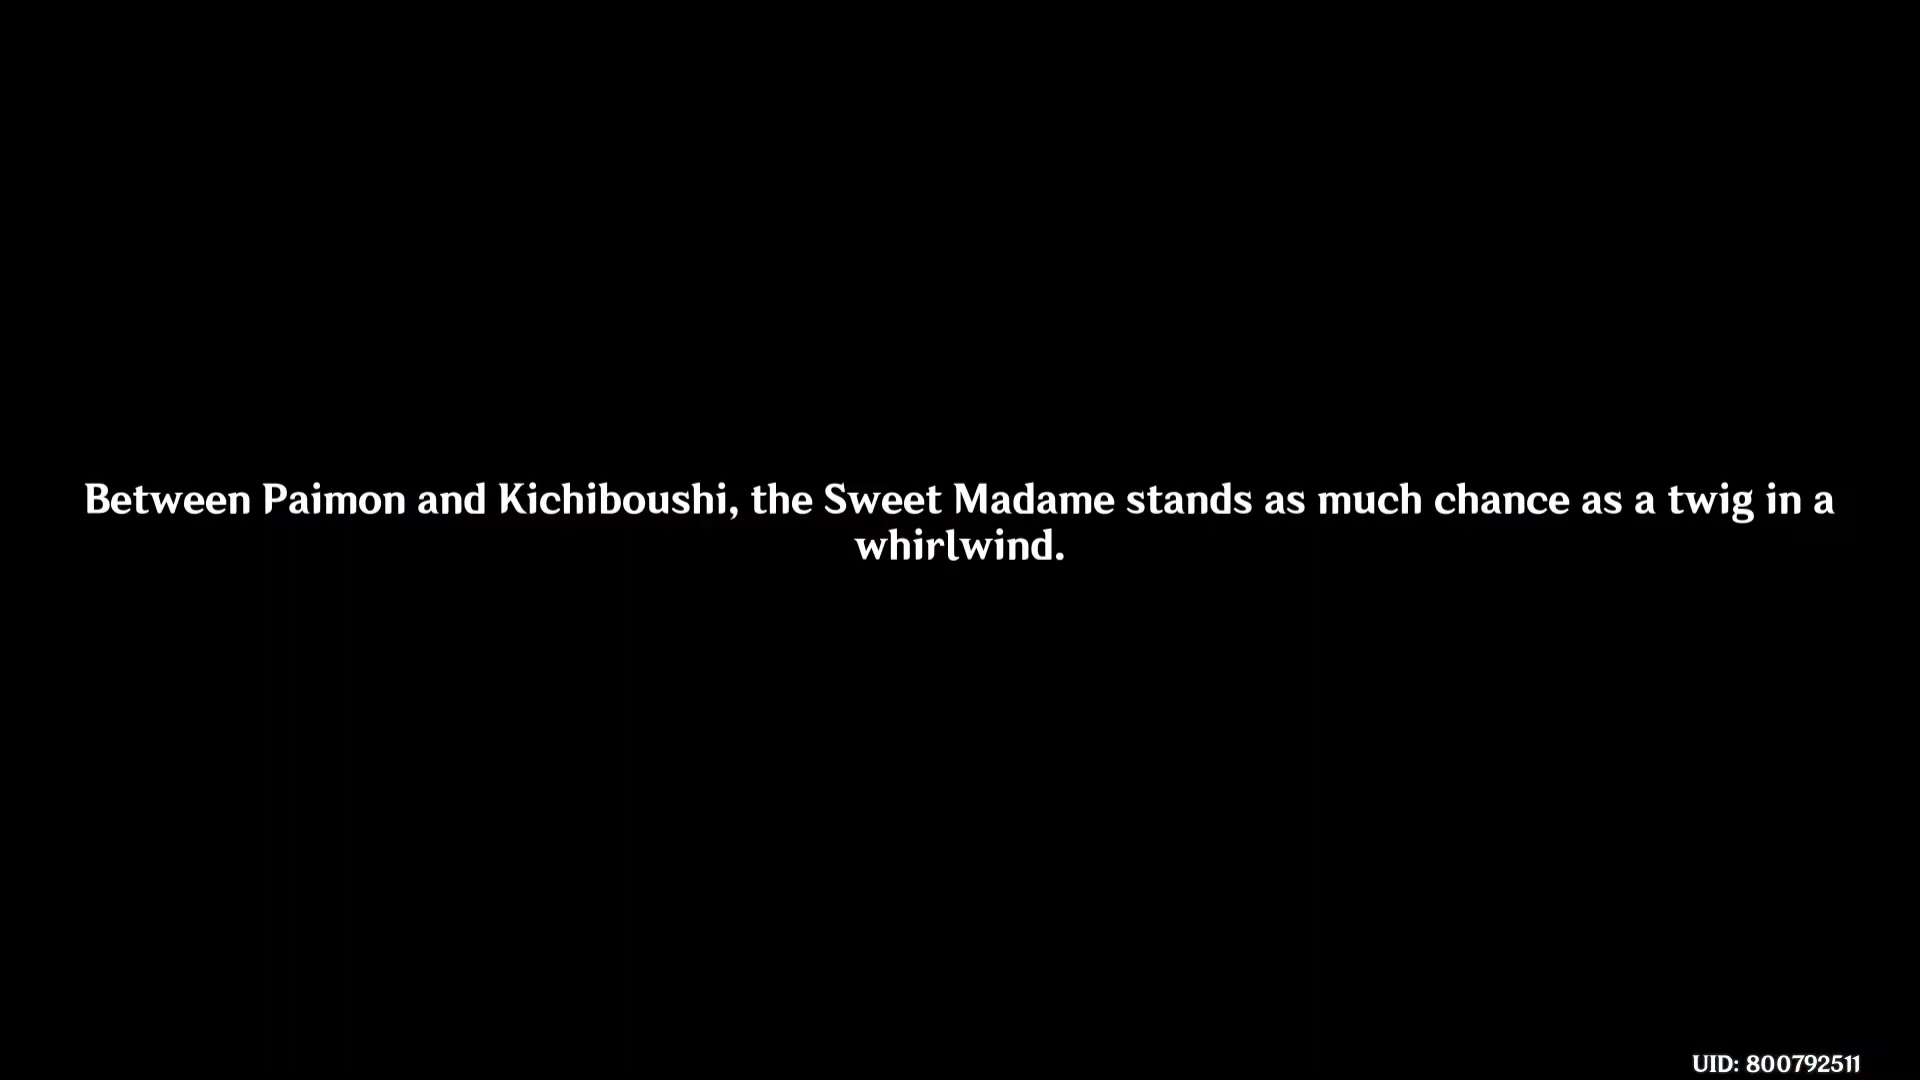 Between Paimon and Kichiboushi, the Sweet Madame stands as much chance as a twig in a
whirlwind.
UID: 800792511